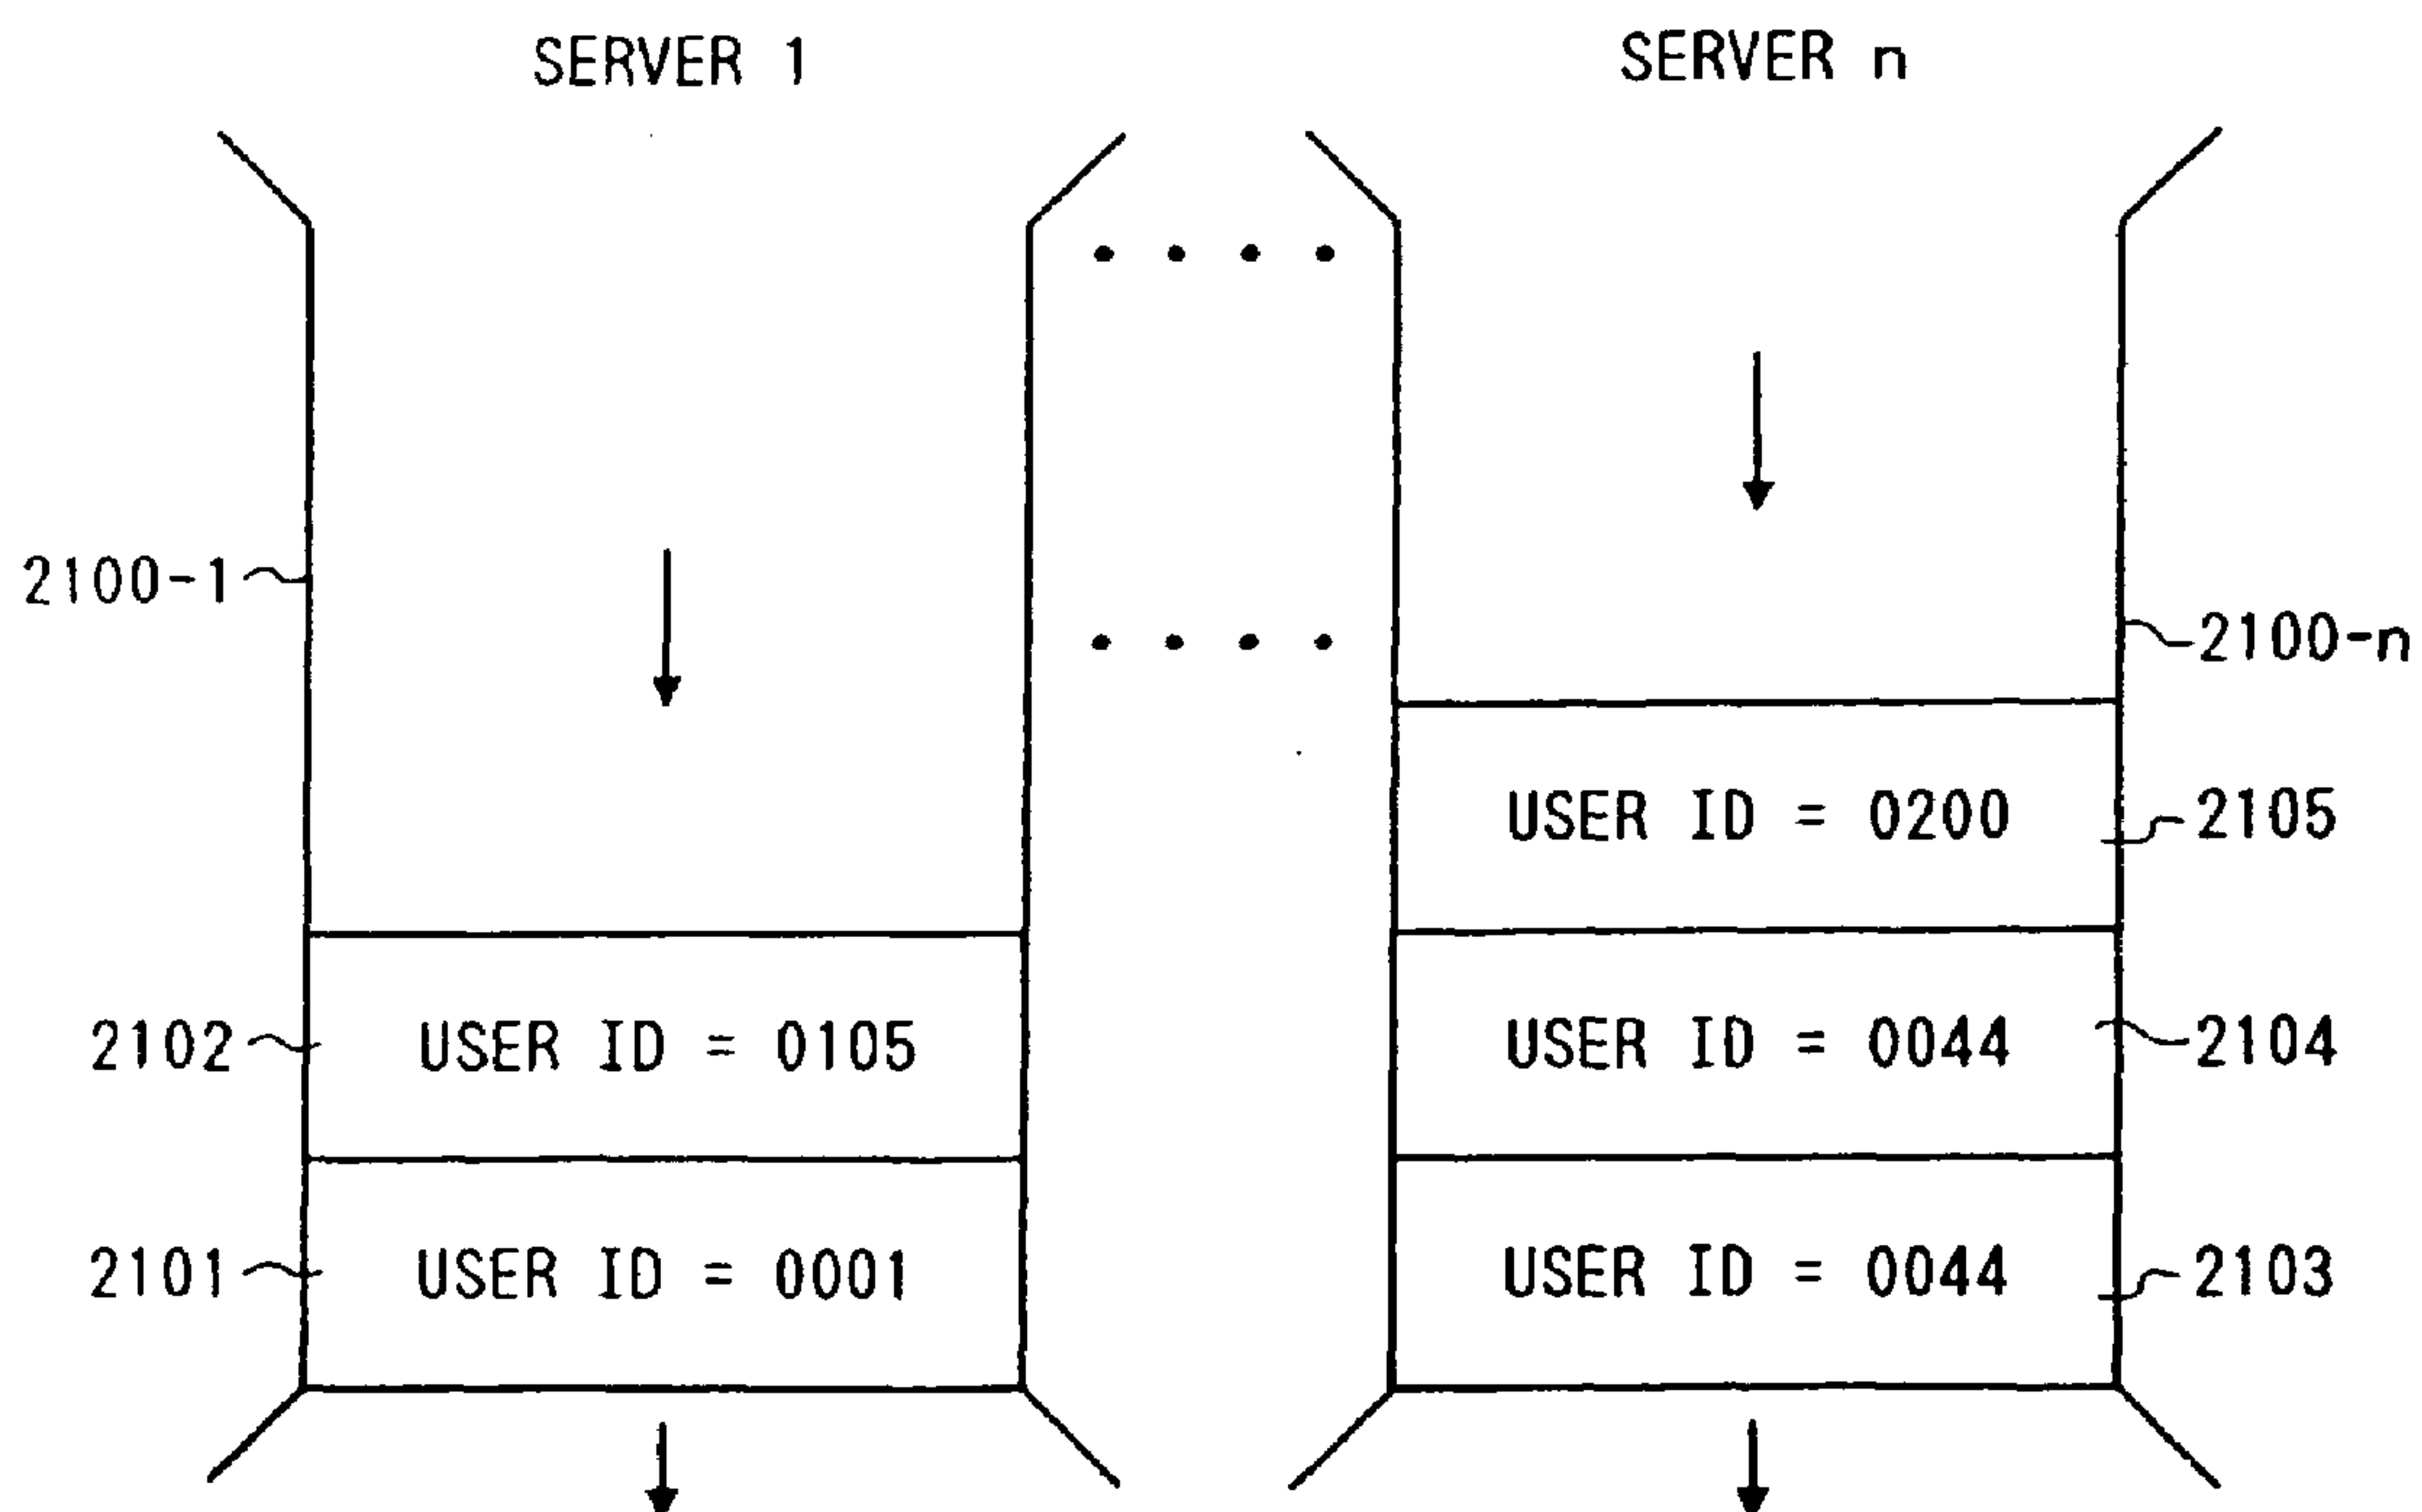 SERVER 1
SERVER n
2100-1
2100-n
USER ID = 0200
2105
2102
USER ID = 0105
USER ID = 0044
2104
2101
USER ID = 0001
USER ID = 0044
2103